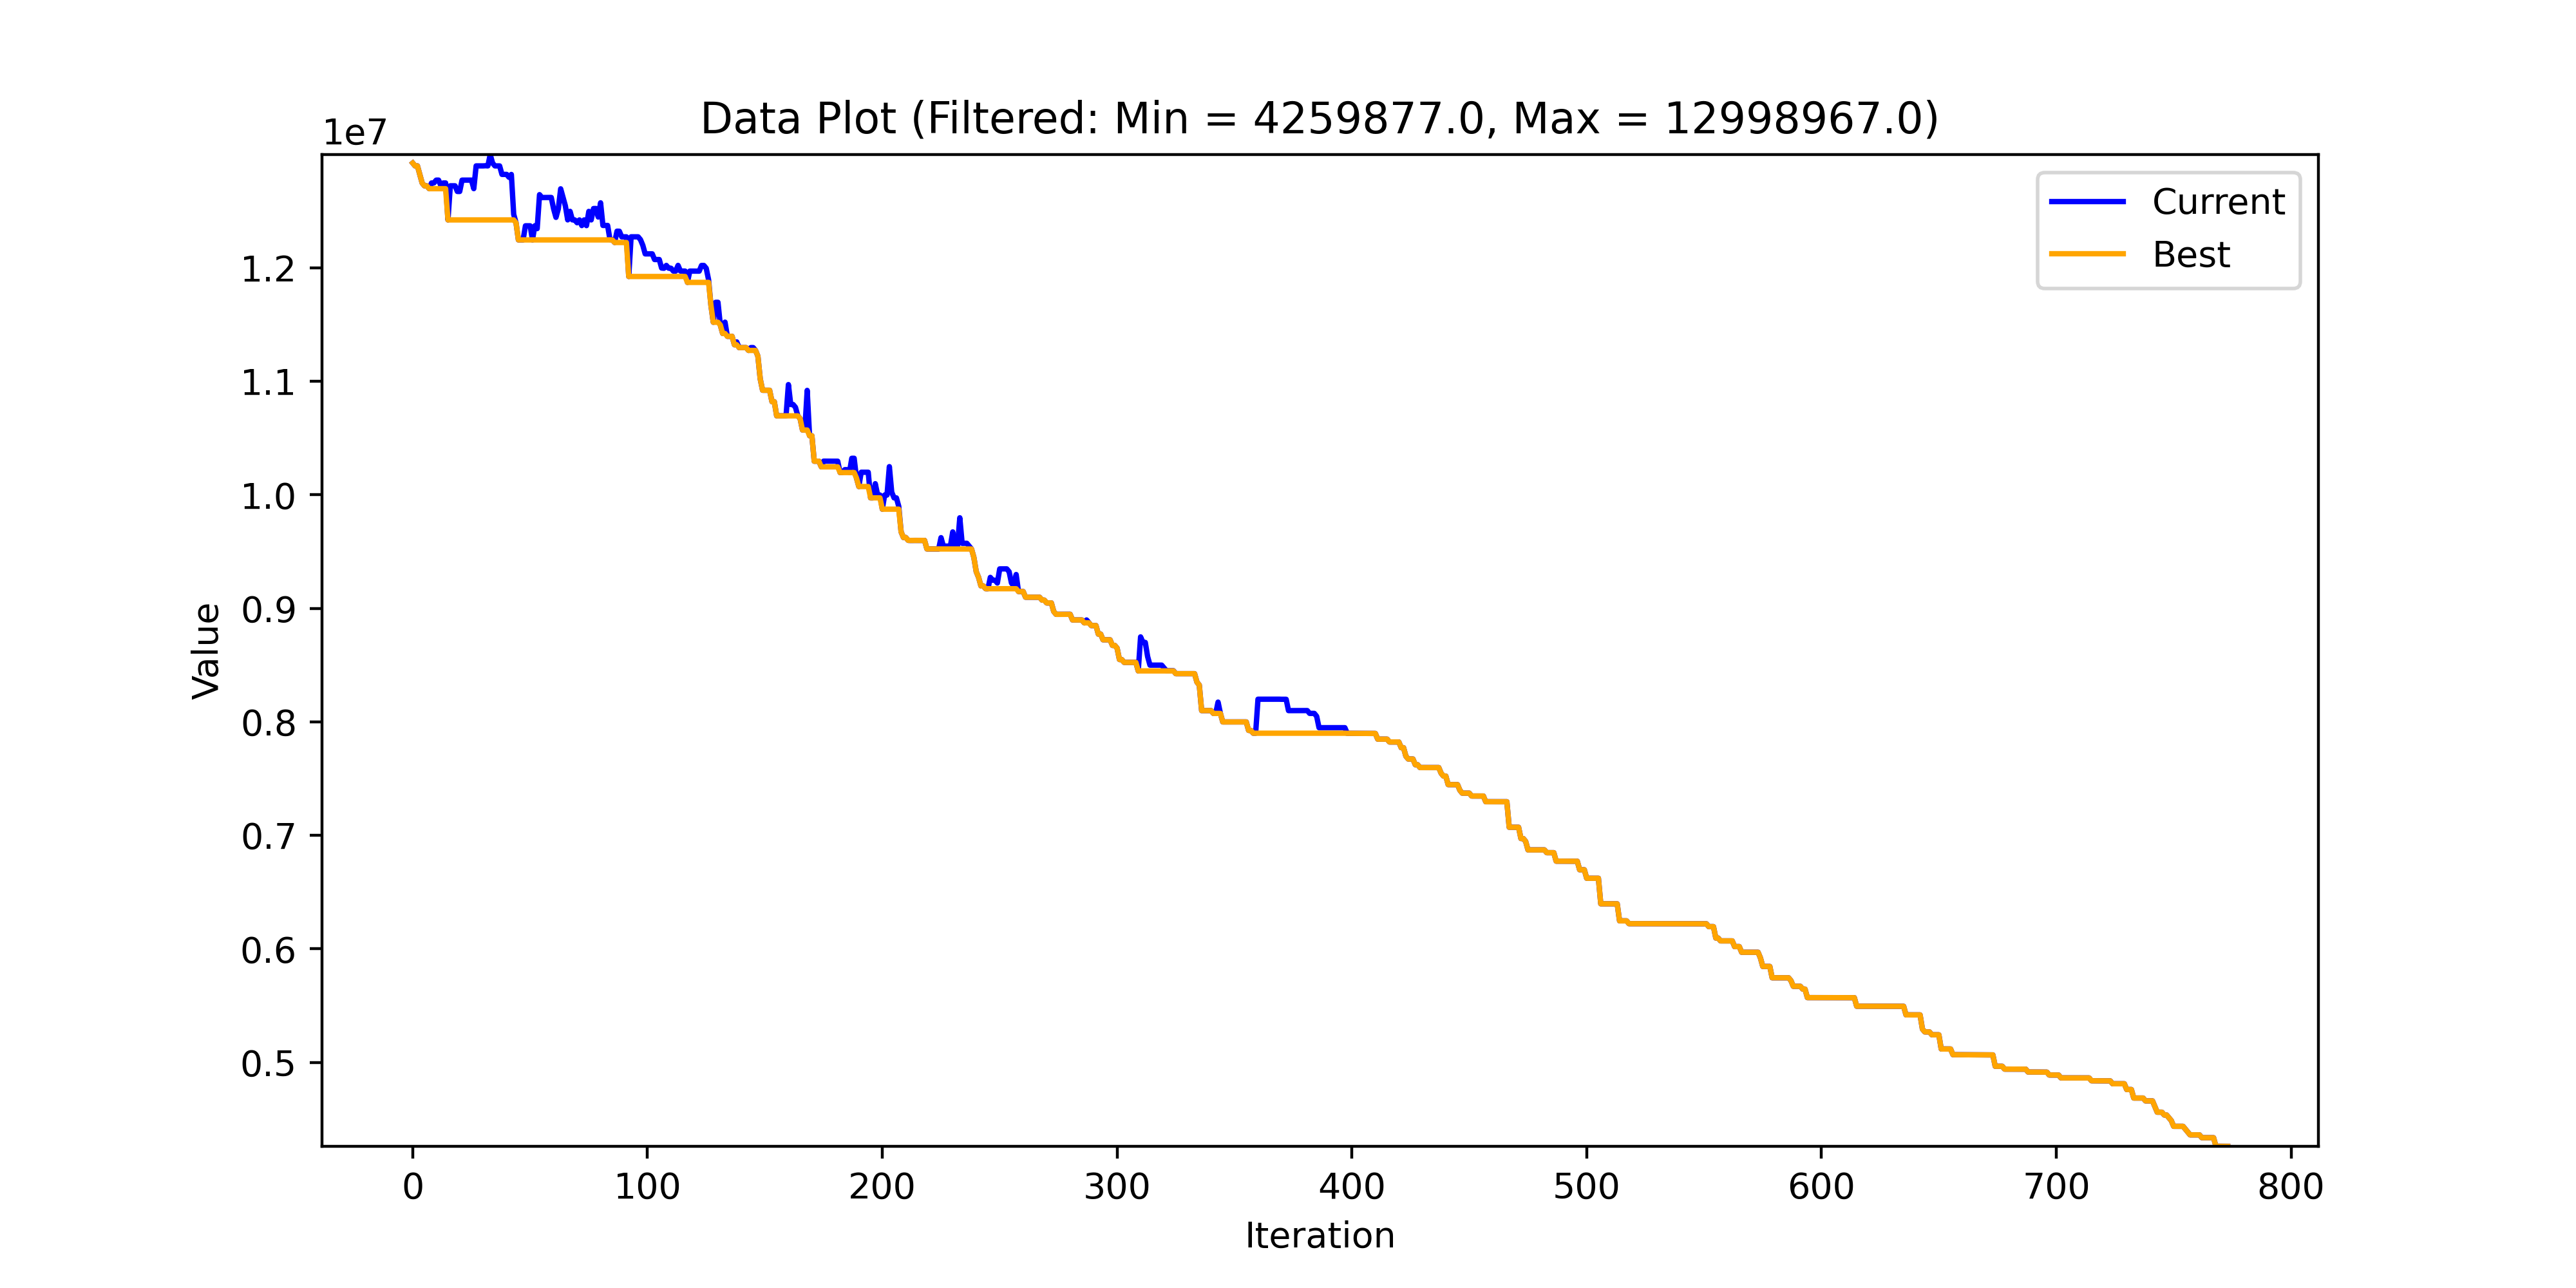 Data Plot (Filtered: Min = 4259877.0, Max = 12998967.0)
1e7
Current
Best
1.2
1.1
1.0
0.9
0.8
0.7
0.6
0.5
Value
0 100 200 300 400 500 600 700 800
Iteration